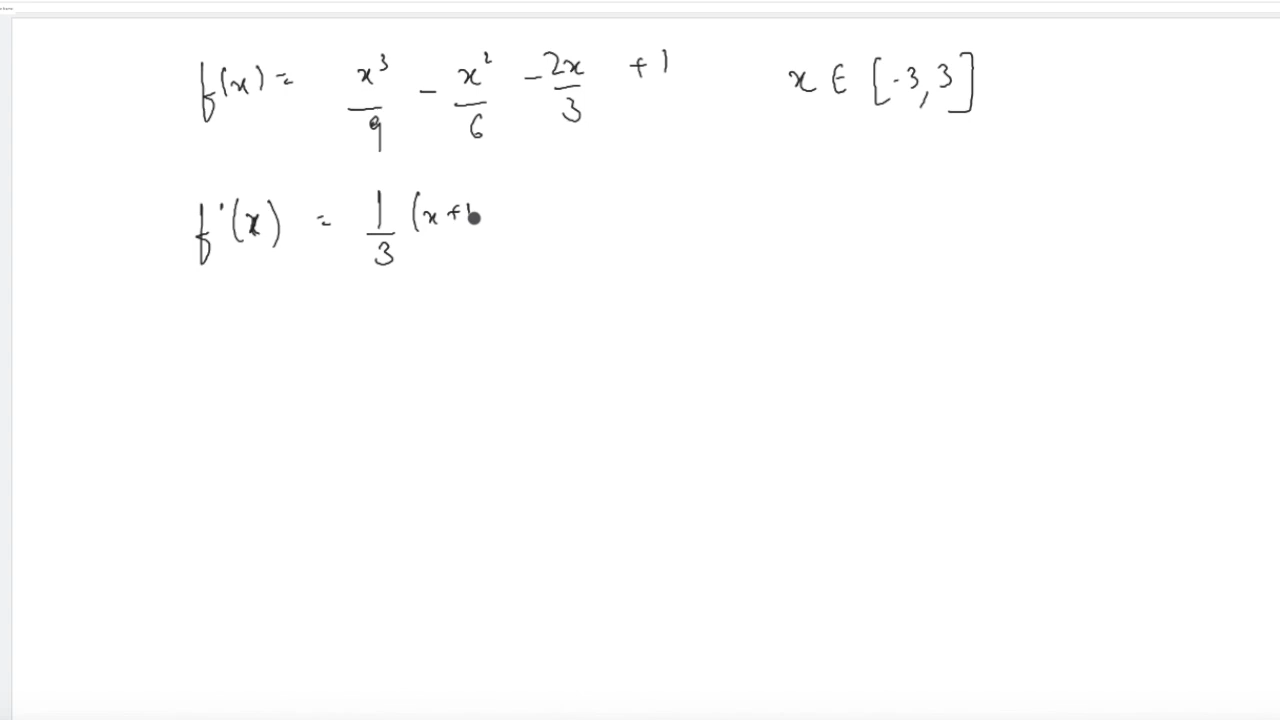 f(x) = x³/9 - x²/6 - 2x/3 + 1 x ∈ [-3, 3]
f'(x) = 1/3 (x+1